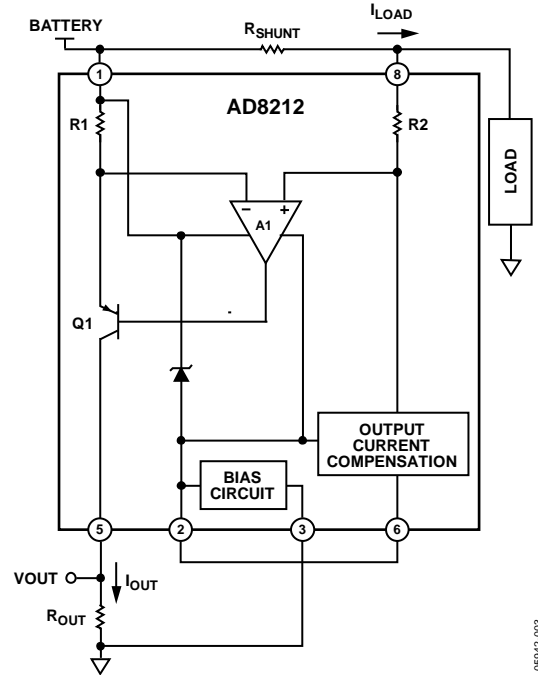 BATTERY
RSHUNT
ILOAD
1
8
AD8212
R1
R2
LOAD
− +
A1
Q1
OUTPUT
CURRENT
COMPENSATION
BIAS
CIRCUIT
5
2
3
6
VOUT
IOUT
ROUT
05942-003